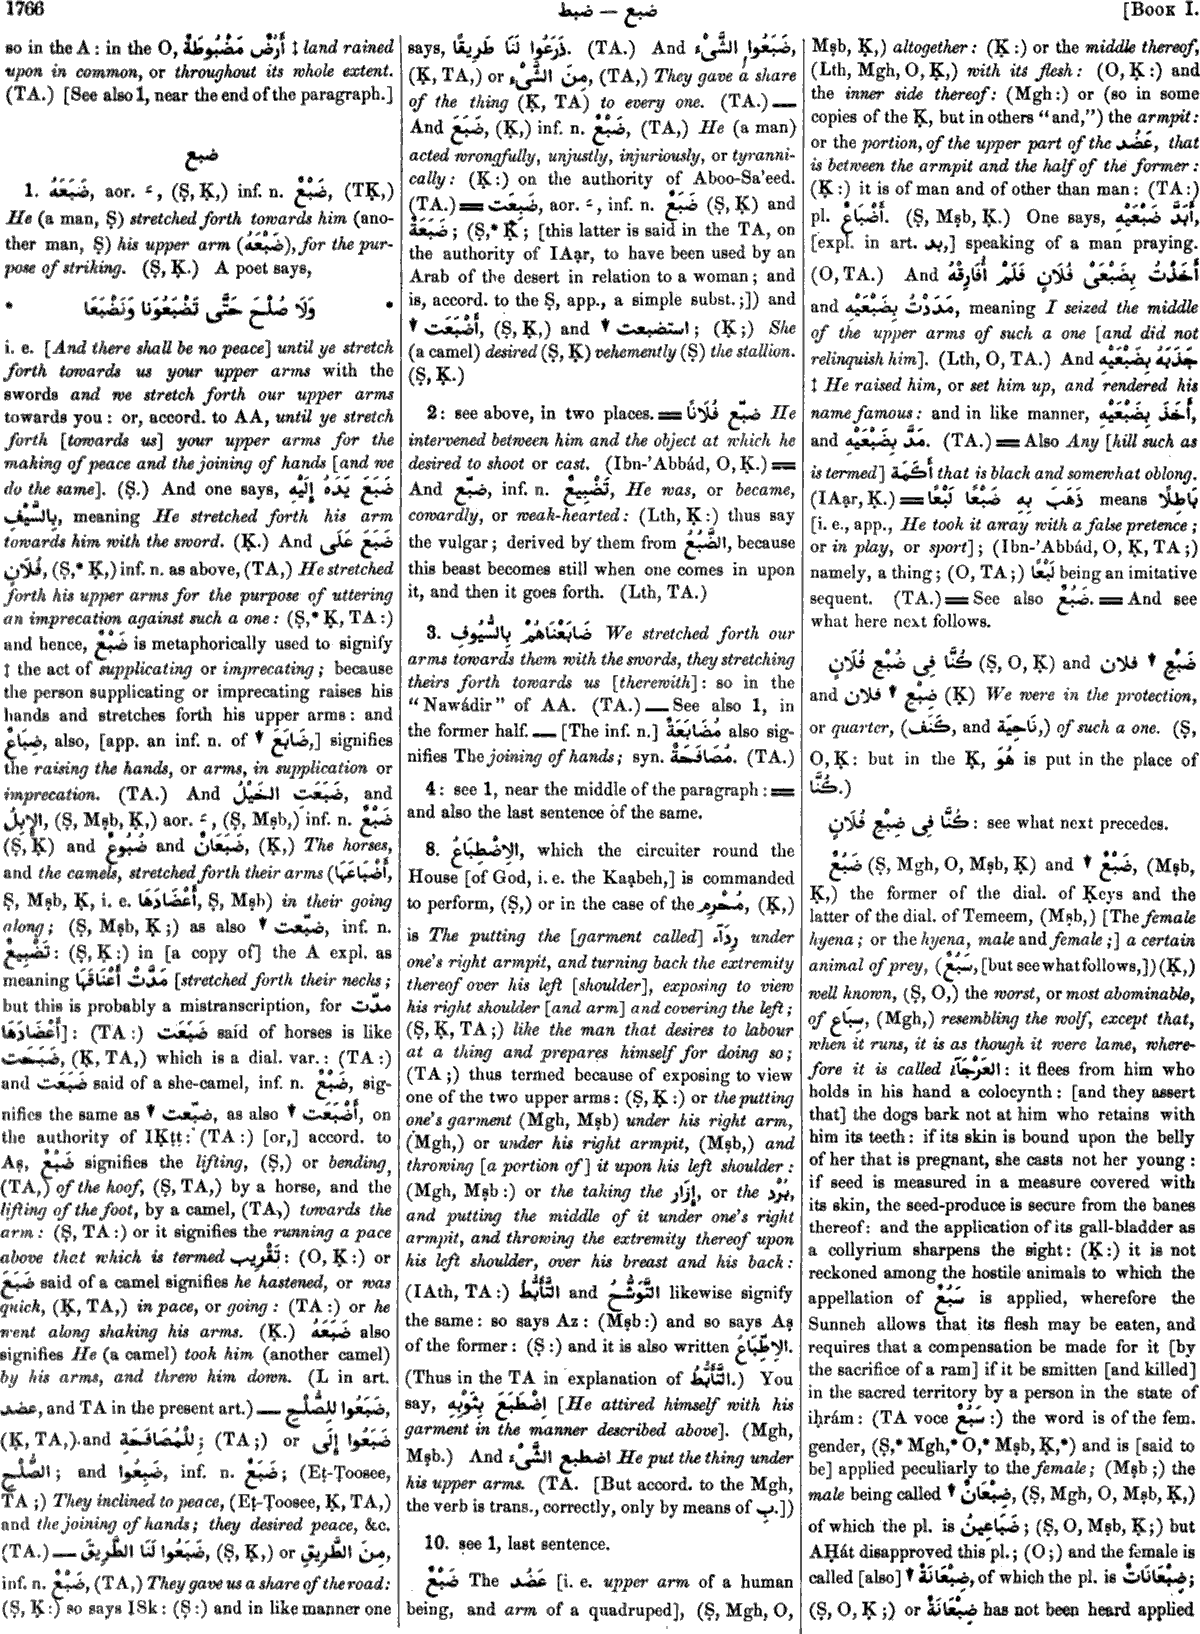 1766
ضبع — ضبط
[BOOK I.
so in the A: in the O, أَرْضٌ مَضْبُوطَةٌ ‡ land rained
upon in common, or throughout its whole extent.
(TA.) [See also 1, near the end of the paragraph.]
ضبع
1. ضَبَعَهُ, aor. ـَ, (Ṣ, Ḳ,) inf. n. ضَبْعٌ, (TḲ,)
He (a man, Ṣ) stretched forth towards him (ano-
ther man, Ṣ) his upper arm (ضَبْعَهُ), for the pur-
pose of striking. (Ṣ, Ḳ.) A poet says,
* وَلَا صُلْحَ حَتَّى تَضْبَعُونَا وَنَضْبَعَا *
i. e. [And there shall be no peace] until ye stretch
forth towards us your upper arms with the
swords and we stretch forth our upper arms
towards you: or, accord. to AA, until ye stretch
forth [towards us] your upper arms for the
making of peace and the joining of hands [and we
do the same]. (Ṣ.) And one says, ضَبَعَ يَدَهُ إِلَيْهِ
بِالسَّيْفِ, meaning He stretched forth his arm
towards him with the sword. (Ḳ.) And ضَبَعَ عَلَى
فُلَانٍ, (Ṣ,* Ḳ,) inf. n. as above, (TA,) He stretched
forth his upper arms for the purpose of uttering
an imprecation against such a one: (Ṣ,* Ḳ, TA:)
and hence, ضَبْعٌ is metaphorically used to signify
‡ the act of supplicating or imprecating; because
the person supplicating or imprecating raises his
hands and stretches forth his upper arms: and
ضِبَاعٌ, also, [app. an inf. n. of ▾ ضَابَعَ,] signifies
the raising the hands, or arms, in supplication or
imprecation. (TA.) And ضَبَعَتِ الخَيْلُ, and
الإِبِلُ, (Ṣ, Mṣb, Ḳ,) aor. ـَ, (Ṣ, Mṣb,) inf. n. ضَبْعٌ
(Ṣ, Ḳ) and ضُبُوعٌ and ضَبَعَانٌ, (Ḳ,) The horses,
and the camels, stretched forth their arms (أَضْبَاعَهَا,
Ṣ, Mṣb, Ḳ, i. e. أَعْضَادَهَا, Ṣ, Mṣb) in their going
along; (Ṣ, Mṣb, Ḳ;) as also ▾ ضبّعت, inf. n.
تَضْبِيعٌ: (Ṣ, Ḳ:) in [a copy of] the A expl. as
meaning مَدَّتْ أَعْنَاقَهَا [stretched forth their necks;
but this is probably a mistranscription, for مدّت
أَعْضَادَهَا]: (TA:) ضَبَعَت said of horses is like
ضَبَحَت, (Ḳ, TA,) which is a dial. var.: (TA:)
and ضَبَعَت said of a she-camel, inf. n. ضَبْعٌ, sig-
nifies the same as ▾ ضبّعت, as also ▾ أَضْبَعَت, on
the authority of IḲṭṭ: (TA:) [or,] accord. to
Aṣ, ضَبْعٌ signifies the lifting, (Ṣ,) or bending,
(TA,) of the hoof, (Ṣ, TA,) by a horse, and the
lifting of the foot, by a camel, (TA,) towards the
arm: (Ṣ, TA:) or it signifies the running a pace
above that which is termed تَقْرِيب: (O, Ḳ:) or
ضَبَعَ said of a camel signifies he hastened, or was
quick, (Ḳ, TA,) in pace, or going: (TA:) or he
went along shaking his arms. (Ḳ.) ضَبَعَهُ also
signifies He (a camel) took him (another camel)
by his arms, and threw him down. (L in art.
عضد, and TA in the present art.) — ضَبَعُوا لِلصُّلْحِ,
(Ḳ, TA,) and لِلْمُصَافَحَةِ; (TA;) or ضَبَعُوا إِلَى
الصُّلْحِ; and ضَبِعُوا, inf. n. ضَبَعٌ; (Eṭ-Ṭoosee,
TA;) They inclined to peace, (Eṭ-Ṭoosee, Ḳ, TA,)
and the joining of hands; they desired peace, &c.
(TA.) — ضَبَعُوا لَنَا الطَّرِيقَ, (Ṣ, Ḳ,) or مِنَ الطَّرِيقِ,
inf. n. ضَبْعٌ, (TA,) They gave us a share of the road:
(Ṣ, Ḳ:) so says ISk: (Ṣ:) and in like manner one
says, ذَرَعُوا لَنَا طَرِيقًا. (TA.) And ضَبَعُوا الشَّىْءَ,
(Ḳ, TA,) or مِنَ الشَّىْءِ, (TA,) They gave a share
of the thing (Ḳ, TA) to every one. (TA.) —
And ضَبَعَ, (Ḳ,) inf. n. ضَبْعٌ, (TA,) He (a man)
acted wrongfully, unjustly, injuriously, or tyranni-
cally: (Ḳ:) on the authority of Aboo-Sa'eed.
(TA.) = ضَبِعَت, aor. ـَ, inf. n. ضَبَعٌ (Ṣ, Ḳ) and
ضَبَعَةٌ; (Ṣ,* Ḳ; [this latter is said in the TA, on
the authority of IAạr, to have been used by an
Arab of the desert in relation to a woman; and
is, accord. to the Ṣ, app., a simple subst.;]) and
▾ أَضْبَعَت, (Ṣ, Ḳ,) and ▾ استضبعت; (Ḳ;) She
(a camel) desired (Ṣ, Ḳ) vehemently (Ṣ) the stallion.
(Ṣ, Ḳ.)
2: see above, in two places. = ضبّع فُلَانًا He
intervened between him and the object at which he
desired to shoot or cast. (Ibn-'Abbád, O, Ḳ.) =
And ضبّع, inf. n. تَضْبِيعٌ, He was, or became,
cowardly, or weak-hearted: (Lth, Ḳ:) thus say
the vulgar; derived by them from الضَّبُعُ, because
this beast becomes still when one comes in upon
it, and then it goes forth. (Lth, TA.)
3. ضَابَعْنَاهُمْ بِالسُّيُوفِ We stretched forth our
arms towards them with the swords, they stretching
theirs forth towards us [therewith]: so in the
"Nawádir" of AA. (TA.) — See also 1, in
the former half. — [The inf. n.] مُضَابَعَةٌ also sig-
nifies The joining of hands; syn. مُصَافَحَةٌ. (TA.)
4: see 1, near the middle of the paragraph: =
and also the last sentence of the same.
8. الاِضْطِبَاعُ, which the circuiter round the
House [of God, i. e. the Kaạbeh,] is commanded
to perform, (Ṣ,) or in the case of the مُحْرِم, (Ḳ,)
is The putting the [garment called] رِدَآء under
one's right armpit, and turning back the extremity
thereof over his left [shoulder], exposing to view
his right shoulder [and arm] and covering the left;
(Ṣ, Ḳ, TA;) like the man that desires to labour
at a thing and prepares himself for doing so;
(TA;) thus termed because of exposing to view
one of the two upper arms: (Ṣ, Ḳ:) or the putting
one's garment (Mgh, Mṣb) under his right arm,
(Mgh,) or under his right armpit, (Mṣb,) and
throwing [a portion of] it upon his left shoulder:
(Mgh, Mṣb:) or the taking the إِزَار, or the بُرْد,
and putting the middle of it under one's right
armpit, and throwing the extremity thereof upon
his left shoulder, over his breast and his back:
(IAth, TA:) التَّأَبُّطُ and التَّوَشُّحُ likewise signify
the same: so says Az: (Mṣb:) and so says Aṣ
of the former: (Ṣ:) and it is also written الاِطِّبَاعُ.
(Thus in the TA in explanation of التَّأَبُّطُ.) You
say, اِضْطَبَعَ بِثَوْبِهِ [He attired himself with his
garment in the manner described above]. (Mgh,
Mṣb.) And اضطبع الشَّىْءَ He put the thing under
his upper arms. (TA. [But accord. to the Mgh,
the verb is trans., correctly, only by means of بِ.])
10. see 1, last sentence.
ضَبْعٌ The عَضُد [i. e. upper arm of a human
being, and arm of a quadruped], (Ṣ, Mgh, O,
Mṣb, Ḳ,) altogether: (Ḳ:) or the middle thereof,
(Lth, Mgh, O, Ḳ,) with its flesh: (O, Ḳ:) and
the inner side thereof: (Mgh:) or (so in some
copies of the Ḳ, but in others "and,") the armpit:
or the portion, of the upper part of the عَضُد, that
is between the armpit and the half of the former:
(Ḳ:) it is of man and of other than man: (TA:)
pl. أَضْبَاعٌ. (Ṣ, Mṣb, Ḳ.) One says, أَبَدَّ ضَبْعَيْهِ
[expl. in art. بد,] speaking of a man praying.
(O, TA.) And أَخَذْتُ بِضَبْعَىْ فُلَانٍ فَلَمْ أُفَارِقْهُ
and مَدَدْتُ بِضَبْعَيْهِ, meaning I seized the middle
of the upper arms of such a one [and did not
relinquish him]. (Lth, O, TA.) And جَذَبَهُ بِضَبْعَيْهِ
‡ He raised him, or set him up, and rendered his
name famous: and in like manner, أَخَذَ بِضَبْعَيْهِ,
and مَدَّ بِضَبْعَيْهِ. (TA.) = Also Any [hill such as
is termed] أَكَمَة that is black and somewhat oblong.
(IAạr, Ḳ.) = ذَهَبَ بِهِ ضَبْعًا لَبْعًا means بَاطِلًا
[i. e., app., He took it away with a false pretence;
or in play, or sport]; (Ibn-'Abbád, O, Ḳ, TA;)
namely, a thing; (O, TA;) لَبْعًا being an imitative
sequent. (TA.) = See also ضَبُعٌ. = And see
what here next follows.
كُنَّا فِى ضُبْعِ فُلَانٍ (Ṣ, O, Ḳ) and ▾ ضَبْعِ فلان
and ▾ ضِبْعِ فلان (Ḳ) We were in the protection,
or quarter, (كَنَف, and نَاحِيَة,) of such a one. (Ṣ,
O, Ḳ: but in the Ḳ, هُوَ is put in the place of
كُنَّا.)
كُنَّا فِى ضِبْعِ فُلَانٍ: see what next precedes.
ضَبُعٌ (Ṣ, Mgh, O, Mṣb, Ḳ) and ▾ ضَبْعٌ, (Mṣb,
Ḳ,) the former of the dial. of Ḳeys and the
latter of the dial. of Temeem, (Mṣb,) [The female
hyena; or the hyena, male and female;] a certain
animal of prey, (سَبُعٌ, [but see what follows,]) (Ḳ,)
well known, (Ṣ, O,) the worst, or most abominable,
of سِبَاع, (Mgh,) resembling the wolf, except that,
when it runs, it is as though it were lame, where-
fore it is called العَرْجَآءُ: it flees from him who
holds in his hand a colocynth: [and they assert
that] the dogs bark not at him who retains with
him its teeth: if its skin is bound upon the belly
of her that is pregnant, she casts not her young:
if seed is measured in a measure covered with
its skin, the seed-produce is secure from the banes
thereof: and the application of its gall-bladder as
a collyrium sharpens the sight: (Ḳ:) it is not
reckoned among the hostile animals to which the
appellation of سَبُعٌ is applied, wherefore the
Sunneh allows that its flesh may be eaten, and
requires that a compensation be made for it [by
the sacrifice of a ram] if it be smitten [and killed]
in the sacred territory by a person in the state of
iḥrám: (TA voce سَبُعٌ:) the word is of the fem.
gender, (Ṣ,* Mgh,* O,* Mṣb, Ḳ,*) and is [said to
be] applied peculiarly to the female; (Mṣb;) the
male being called ▾ ضِبْعَانٌ, (Ṣ, Mgh, O, Mṣb, Ḳ,)
of which the pl. is ضَبَاعِينُ; (Ṣ, O, Mṣb, Ḳ;) but
AḤát disapproved this pl.; (O;) and the female is
called [also] ▾ ضِبْعَانَةٌ, of which the pl. is ضِبْعَانَاتٌ;
(Ṣ, O, Ḳ;) or ضِبْعَانَةٌ has not been heard applied